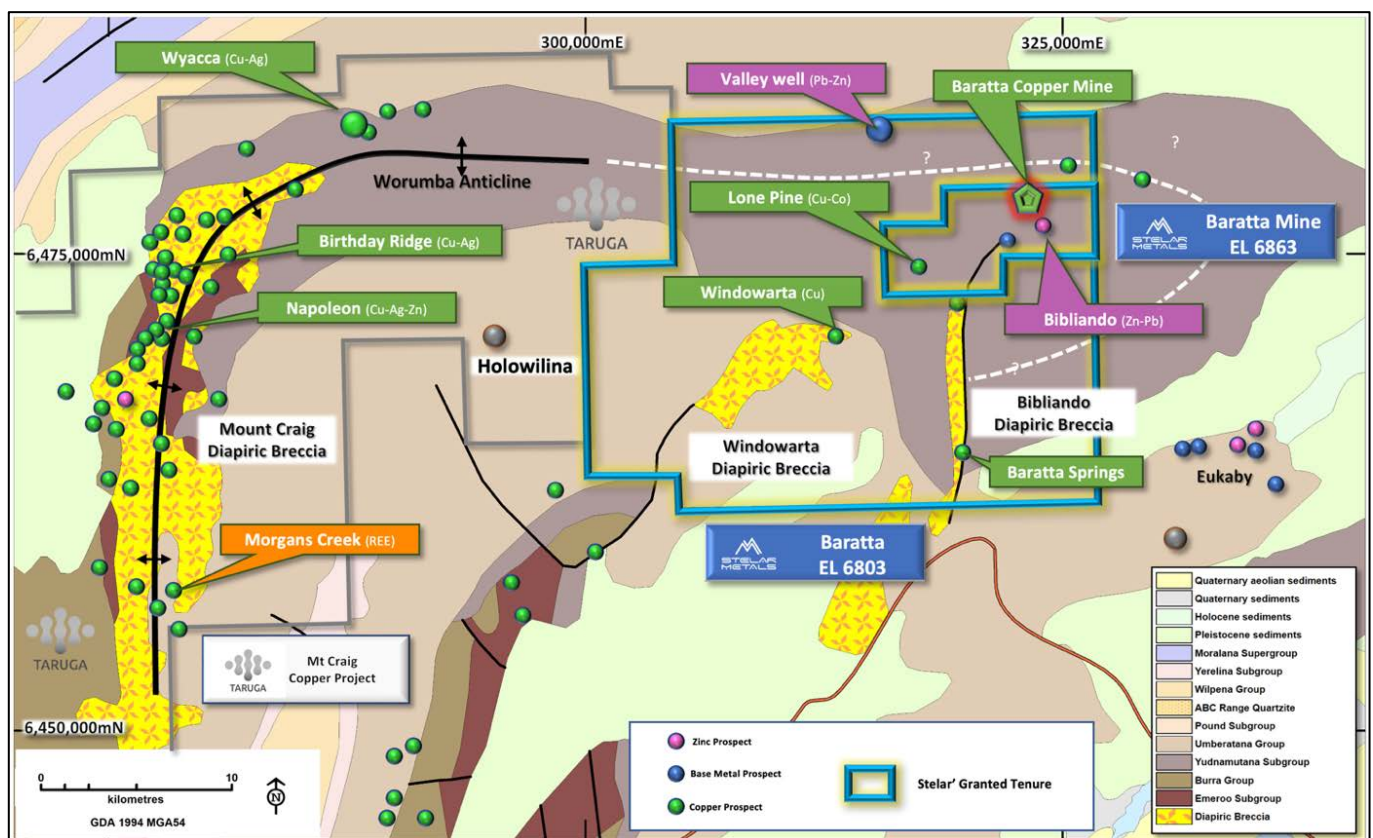 300,000mE
325,000mE
Wyacca (Cu-Ag)
Valley well (Pb-Zn)
Baratta Copper Mine
?
?
Worumba Anticline
Lone Pine (Cu-Co)
TARUGA
STELAR
METALS
Baratta Mine
EL 6863
Birthday Ridge (Cu-Ag)
6,475,000mN
Windowarta (Cu)
Napoleon (Cu-Ag-Zn)
Bibliando (Zn-Pb)
Holowilina
?
Bibliando
Diapiric Breccia
Mount Craig
Diapiric Breccia
Windowarta
Diapiric Breccia
Baratta Springs
Eukaby
Morgans Creek (REE)
STELAR
METALS
Baratta
EL 6803
TARUGA
TARUGA
Mt Craig
Copper Project
6,450,000mN
0
10
kilometres
N
GDA 1994 MGA54
Zinc Prospect
Base Metal Prospect
Copper Prospect
Stelar' Granted Tenure
Quaternary aeolian sediments
Quaternary sediments
Holocene sediments
Pleistocene sediments
Moralana Supergroup
Yerelina Subgroup
Wilpena Group
ABC Range Quartzite
Pound Subgroup
Umberatana Group
Yudnamutana Subgroup
Burra Group
Emeroo Subgroup
Diapiric Breccia